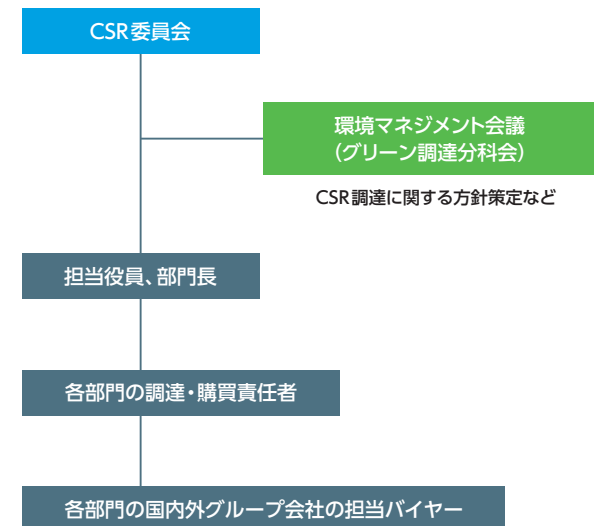 CSR委員会
環境マネジメント会議
（グリーン調達分科会）
CSR調達に関する方針策定など
担当役員、部門長
各部門の調達・購買責任者
各部門の国内外グループ会社の担当バイヤー